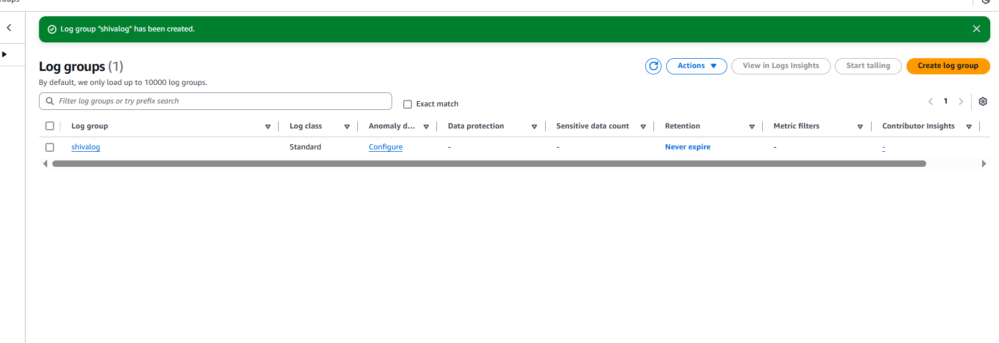 Log group "shivalog" has been created.
Log groups (1)
Actions
View in Logs Insights
Start tailing
Create log group
By default, we only load up to 10000 log groups.
Filter log groups or try prefix search
Exact match
1
Log group
Log class
Anomaly d...
Data protection
Sensitive data count
Retention
Metric filters
Contributor Insights
shivalog
Standard
Configure
-
-
Never expire
-
-